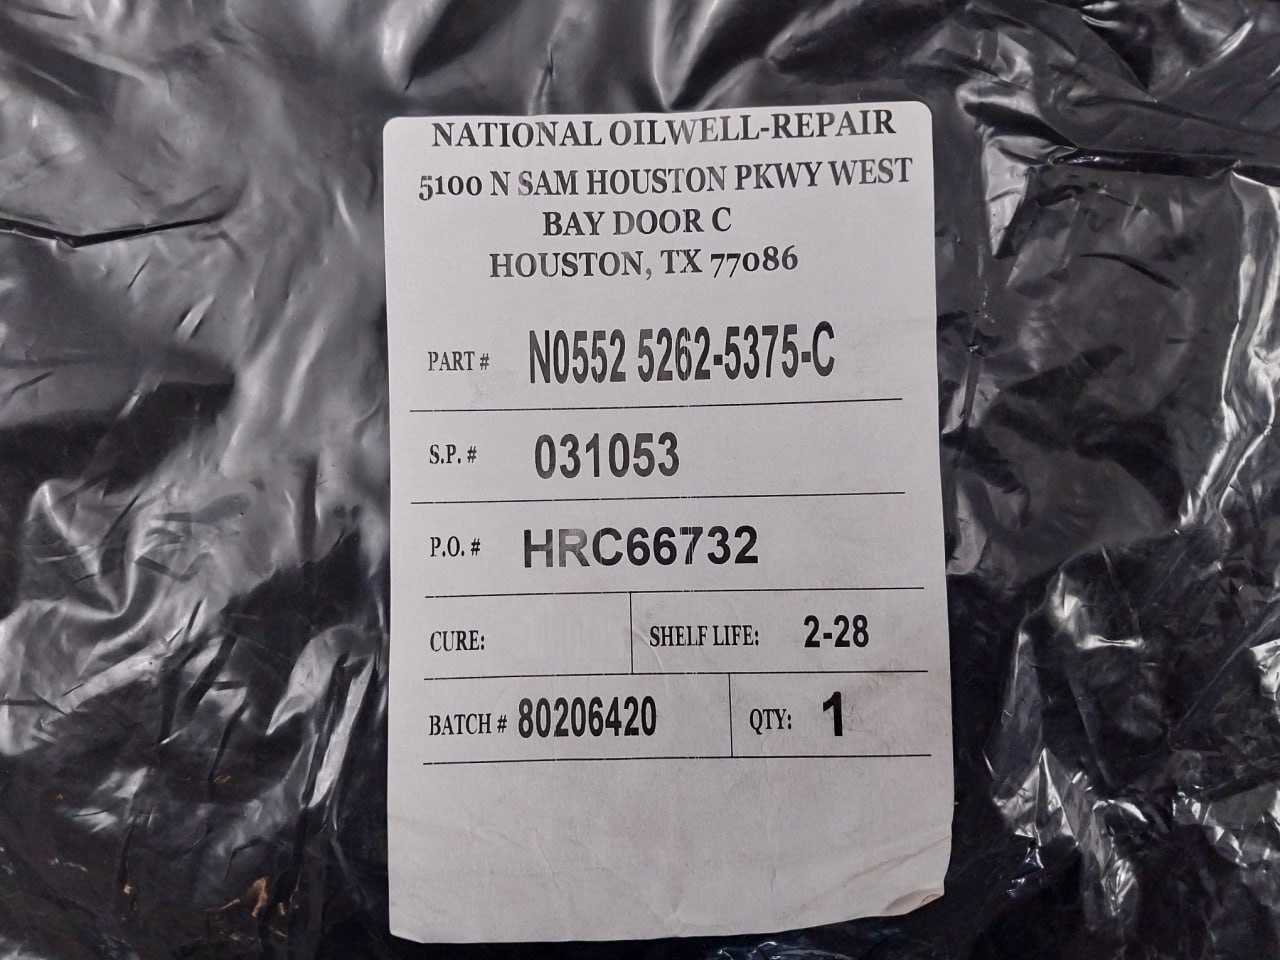 NATIONAL OILWELL-REPAIR
5100 N SAM HOUSTON PKWY WEST
BAY DOOR C
HOUSTON, TX 77086
PART # N0552 5262-5375-C
S.P. # 031053
P.O. # HRC66732
CURE: SHELF LIFE: 2-28
BATCH # 80206420 QTY: 1